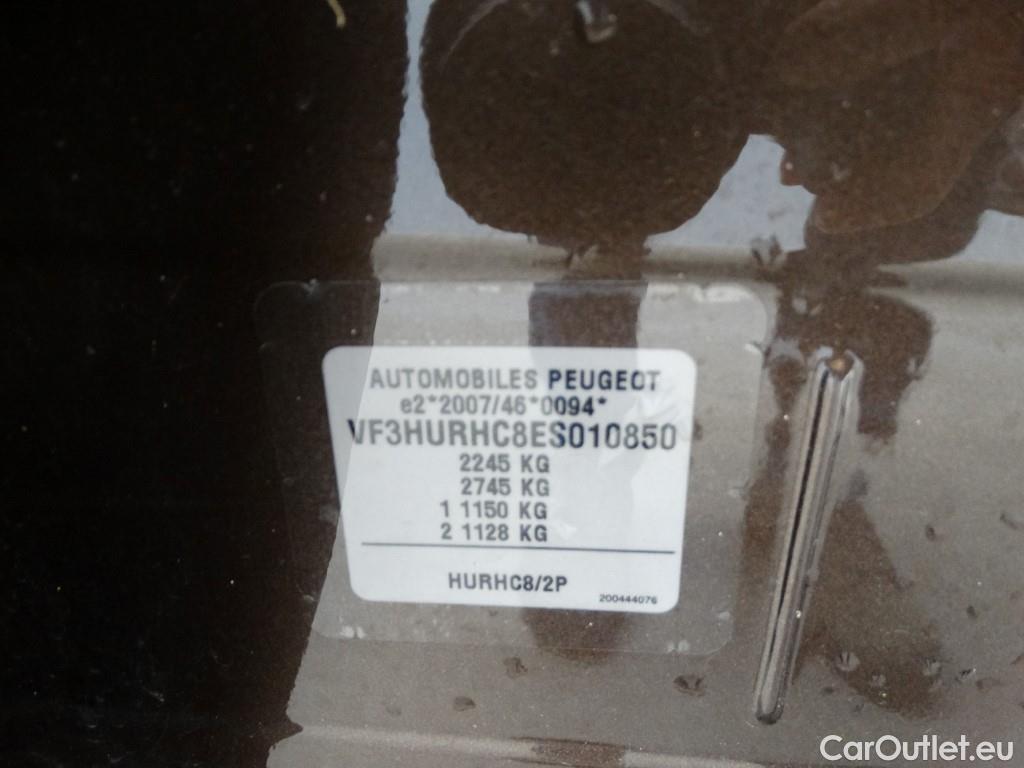 AUTOMOBILES PEUGEOT
e2*2007/46*0094*
VF3HURHC8ES010850
2245 KG
2745 KG
1 1150 KG
2 1128 KG
HURHC8/2P
200444076
CarOutlet.eu